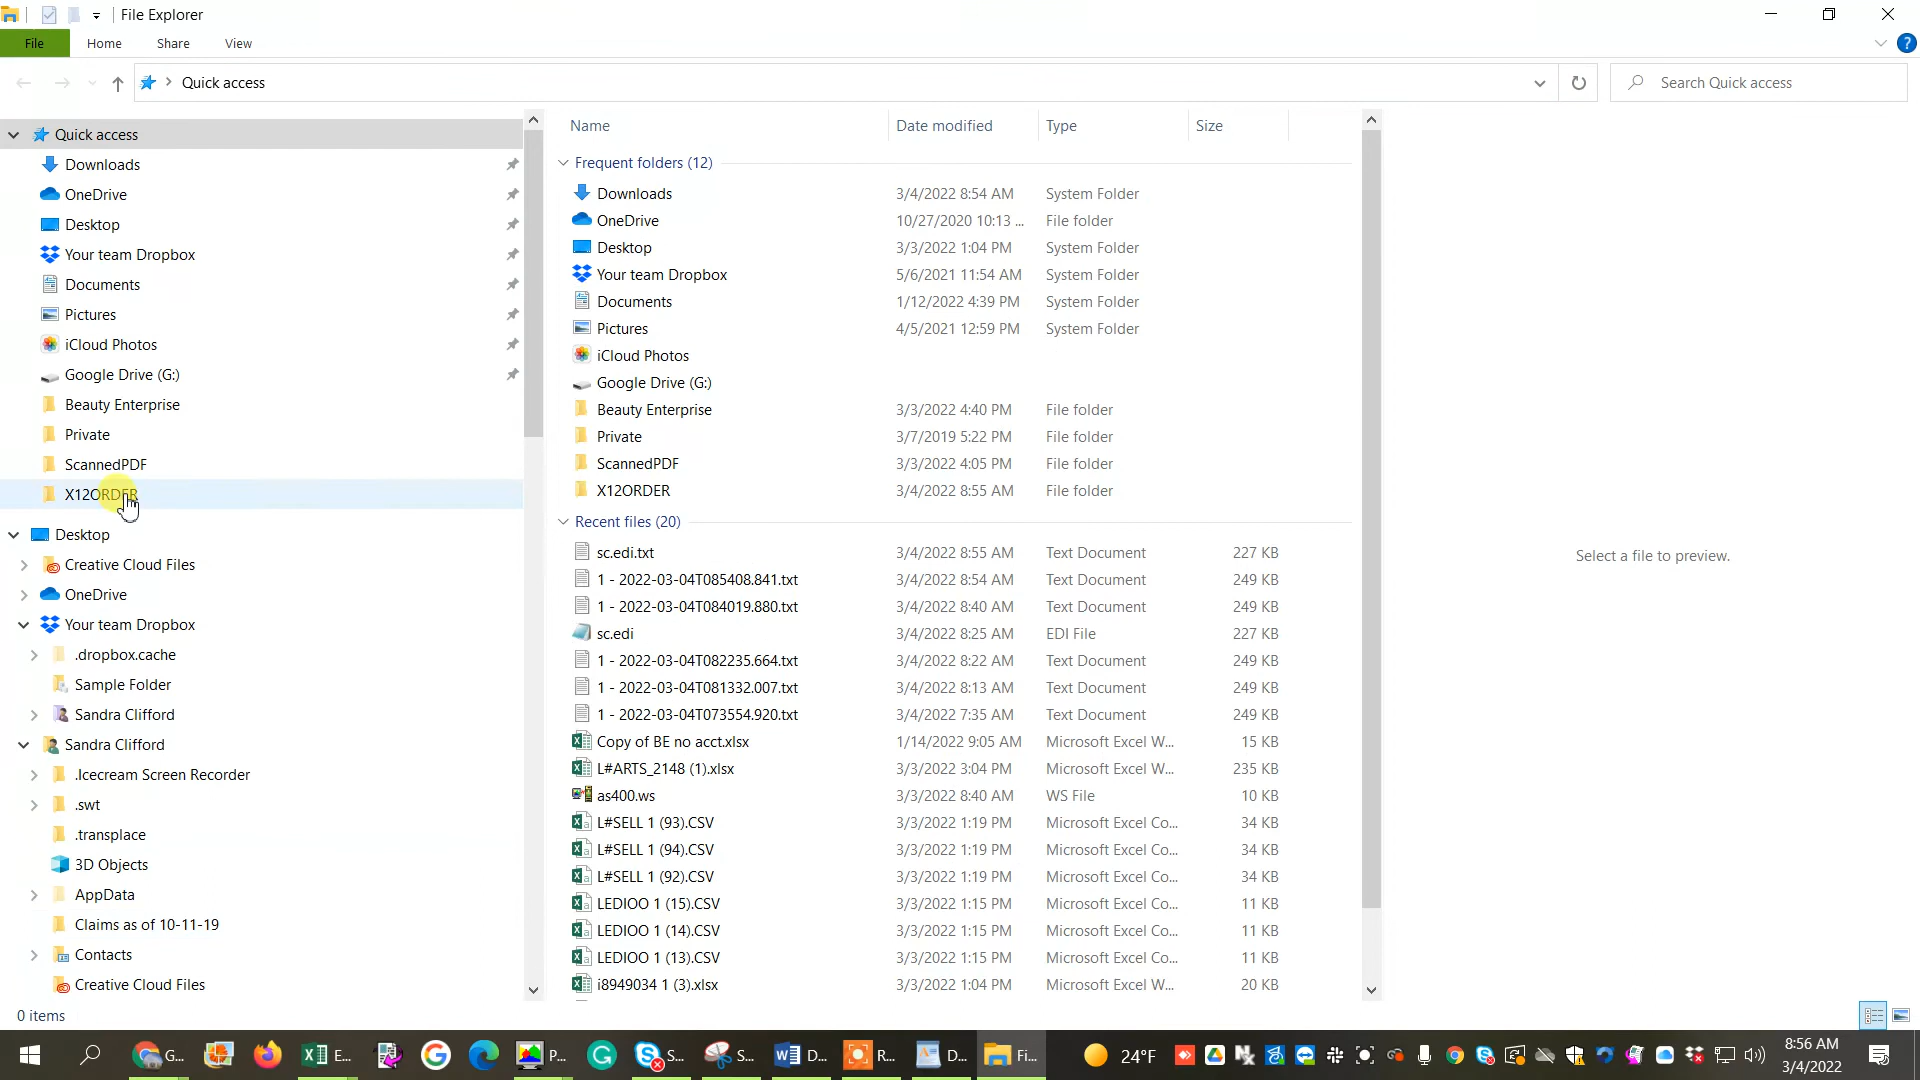 File Explorer
File Home Share View
Quick access
Search Quick access
Quick access
Downloads
OneDrive
Desktop
Your team Dropbox
Documents
Pictures
iCloud Photos
Google Drive (G:)
Beauty Enterprise
Private
ScannedPDF
X12ORDER
Desktop
Creative Cloud Files
OneDrive
Your team Dropbox
.dropbox.cache
Sample Folder
Sandra Clifford
Sandra Clifford
.Icecream Screen Recorder
.swt
.transplace
3D Objects
AppData
Claims as of 10-11-19
Contacts
Creative Cloud Files
Name Date modified Type Size
Frequent folders (12)
Downloads 3/4/2022 8:54 AM System Folder
OneDrive 10/27/2020 10:13 ... File folder
Desktop 3/3/2022 1:04 PM System Folder
Your team Dropbox 5/6/2021 11:54 AM System Folder
Documents 1/12/2022 4:39 PM System Folder
Pictures 4/5/2021 12:59 PM System Folder
iCloud Photos
Google Drive (G:)
Beauty Enterprise 3/3/2022 4:40 PM File folder
Private 3/7/2019 5:22 PM File folder
ScannedPDF 3/3/2022 4:05 PM File folder
X12ORDER 3/4/2022 8:55 AM File folder
Recent files (20)
sc.edi.txt 3/4/2022 8:55 AM Text Document 227 KB
1 - 2022-03-04T085408.841.txt 3/4/2022 8:54 AM Text Document 249 KB
1 - 2022-03-04T084019.880.txt 3/4/2022 8:40 AM Text Document 249 KB
sc.edi 3/4/2022 8:25 AM EDI File 227 KB
1 - 2022-03-04T082235.664.txt 3/4/2022 8:22 AM Text Document 249 KB
1 - 2022-03-04T081332.007.txt 3/4/2022 8:13 AM Text Document 249 KB
1 - 2022-03-04T073554.920.txt 3/4/2022 7:35 AM Text Document 249 KB
Copy of BE no acct.xlsx 1/14/2022 9:05 AM Microsoft Excel W... 15 KB
L#ARTS_2148 (1).xlsx 3/3/2022 3:04 PM Microsoft Excel W... 235 KB
as400.ws 3/3/2022 8:40 AM WS File 10 KB
L#SELL 1 (93).CSV 3/3/2022 1:19 PM Microsoft Excel Co... 34 KB
L#SELL 1 (94).CSV 3/3/2022 1:19 PM Microsoft Excel Co... 34 KB
L#SELL 1 (92).CSV 3/3/2022 1:19 PM Microsoft Excel Co... 34 KB
LEDIOO 1 (15).CSV 3/3/2022 1:15 PM Microsoft Excel Co... 11 KB
LEDIOO 1 (14).CSV 3/3/2022 1:15 PM Microsoft Excel Co... 11 KB
LEDIOO 1 (13).CSV 3/3/2022 1:15 PM Microsoft Excel Co... 11 KB
i8949034 1 (3).xlsx 3/3/2022 1:04 PM Microsoft Excel W... 20 KB
Select a file to preview.
0 items
G... E... P... S... S... D... R... D... Fi... 24°F
8:56 AM
3/4/2022